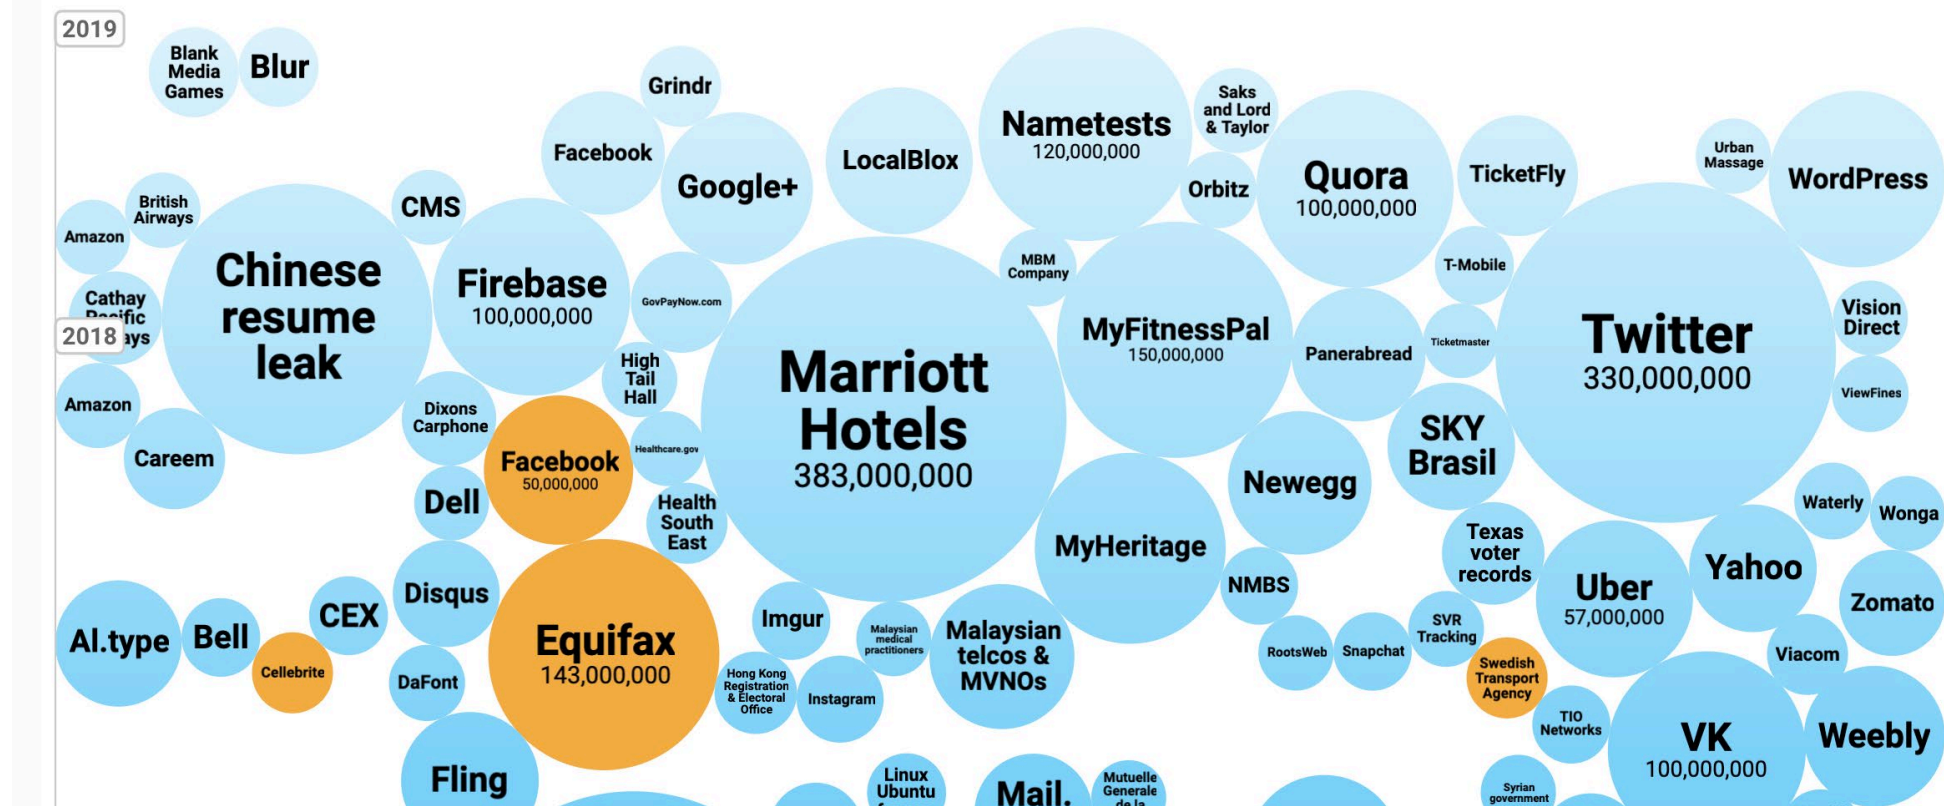 2019
Blank
Media
Games
Blur
Grindr
Facebook
Google+
LocalBlox
Nametests
120,000,000
Saks
and Lord
& Taylor
Orbitz
Quora
100,000,000
TicketFly
Urban
Massage
WordPress
Amazon
British
Airways
Chinese
resume
leak
CMS
Firebase
100,000,000
GovPayNow.com
MBM
Company
MyFitnessPal
150,000,000
T-Mobile
Panerabread
Ticketmaster
Twitter
330,000,000
Vision
Direct
ViewFines
Cathay
Pacific
2018
ays
Amazon
Careem
Dixons
Carphone
High
Tail
Hall
Facebook
50,000,000
Healthcare.gov
Health
South
East
Dell
Marriott
Hotels
383,000,000
MyHeritage
Newegg
SKY
Brasil
Texas
voter
records
Waterly
Wonga
Yahoo
Uber
57,000,000
Zomato
Al.type
Bell
CEX
Cellebrite
Disqus
DaFont
Equifax
143,000,000
Imgur
Malaysian
medical
practitioners
Malaysian
telcos &
MVNOs
Hong Kong
Registration
& Electoral
Office
Instagram
NMBS
RootsWeb
Snapchat
SVR
Tracking
Swedish
Transport
Agency
Viacom
TIO
Networks
VK
100,000,000
Weebly
Fling
Linux
Ubuntu
Mail.
Mutuelle
Generale
de la
Syrian
government